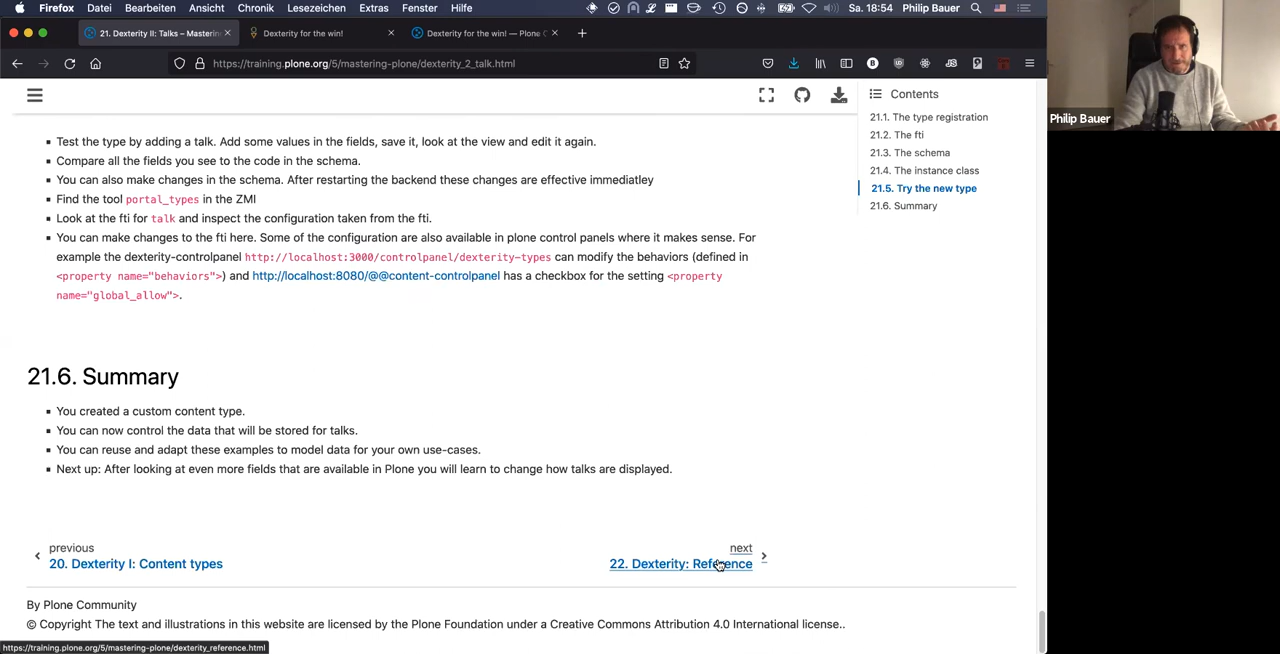 Firefox Datei Bearbeiten Ansicht Chronik Lesezeichen Extras Fenster Hilfe Sa. 18:54 Philip Bauer
21. Dexterity II: Talks – Masterin Dexterity for the win! Dexterity for the win! — Plone C
https://training.plone.org/5/mastering-plone/dexterity_2_talk.html
Philip Bauer
Contents
21.1. The type registration
21.2. The fti
21.3. The schema
21.4. The instance class
21.5. Try the new type
21.6. Summary
Test the type by adding a talk. Add some values in the fields, save it, look at the view and edit it again.
Compare all the fields you see to the code in the schema.
You can also make changes in the schema. After restarting the backend these changes are effective immediatley
Find the tool portal_types in the ZMI
Look at the fti for talk and inspect the configuration taken from the fti.
You can make changes to the fti here. Some of the configuration are also available in plone control panels where it makes sense. For
example the dexterity-controlpanel http://localhost:3000/controlpanel/dexterity-types can modify the behaviors (defined in
<property name="behaviors">) and http://localhost:8080/@@content-controlpanel has a checkbox for the setting <property
name="global_allow">.
21.6. Summary
You created a custom content type.
You can now control the data that will be stored for talks.
You can reuse and adapt these examples to model data for your own use-cases.
Next up: After looking at even more fields that are available in Plone you will learn to change how talks are displayed.
previous
20. Dexterity I: Content types
next
22. Dexterity: Reference
By Plone Community
© Copyright The text and illustrations in this website are licensed by the Plone Foundation under a Creative Commons Attribution 4.0 International license..
https://training.plone.org/5/mastering-plone/dexterity_reference.html